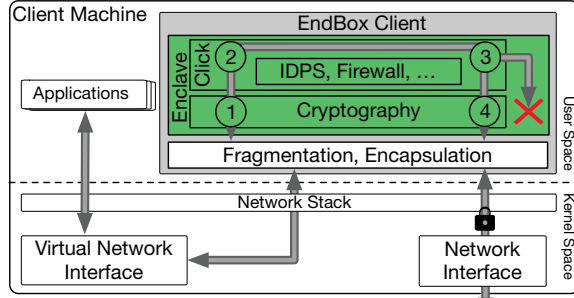 Client Machine
EndBox Client
Enclave
Click
2
3
IDPS, Firewall, ...
Applications
1
Cryptography
4
User Space
Fragmentation, Encapsulation
Network Stack
Kernel Space
Virtual Network
Interface
Network
Interface